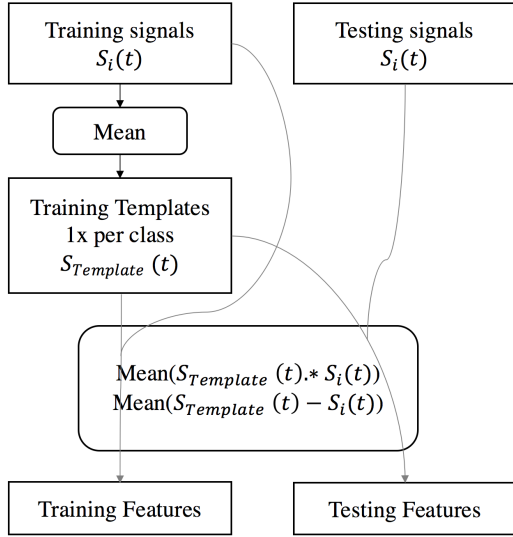 Training signals
S_i(t)
Testing signals
S_i(t)
Mean
Training Templates
1x per class
S_Template (t)
Mean(S_Template (t).* S_i(t))
Mean(S_Template (t) − S_i(t))
Training Features
Testing Features